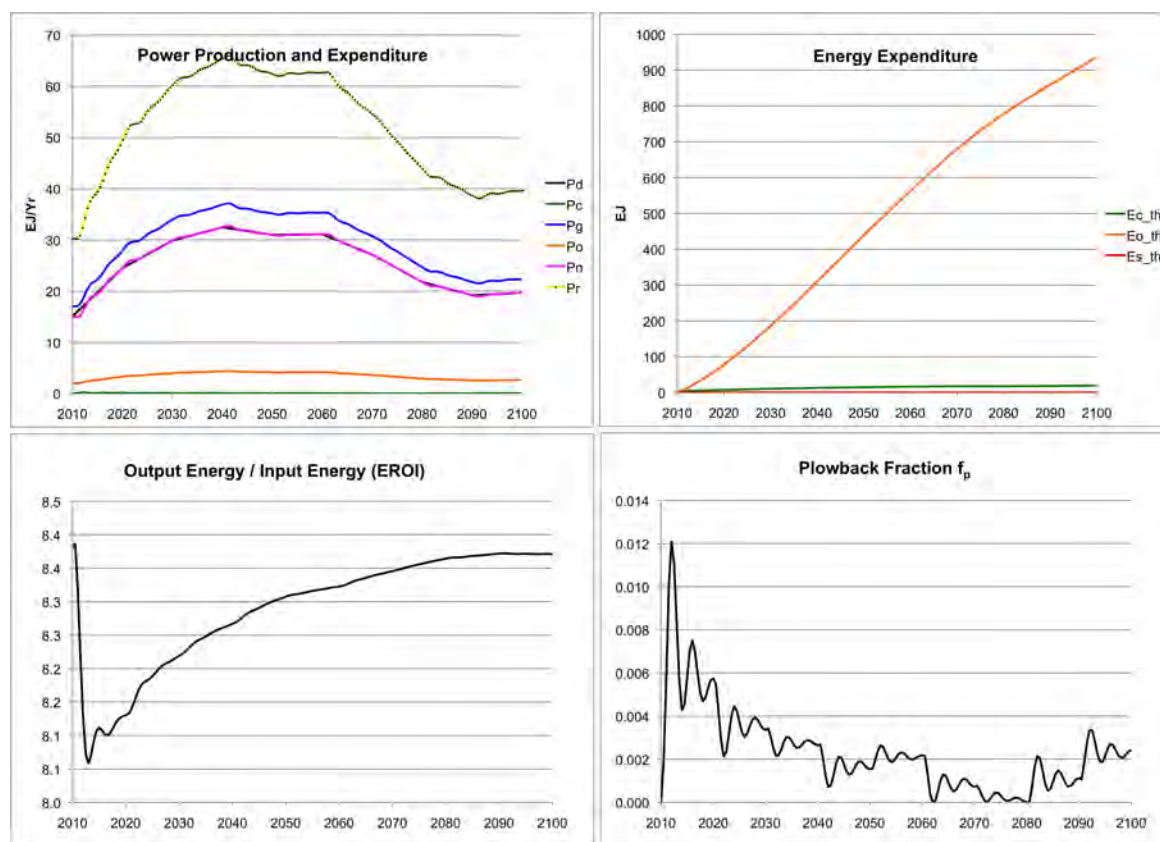 Power Production and Expenditure
70
60
50
40
30
20
10
0
EJ/Yr
2010 2020 2030 2040 2050 2060 2070 2080 2090 2100
Pd
Pc
Pg
Po
Pn
Pr
Energy Expenditure
1000
900
800
700
600
500
400
300
200
100
0
EJ
2010 2020 2030 2040 2050 2060 2070 2080 2090 2100
Ec_th
Eo_th
Es_th
Output Energy / Input Energy (EROI)
8.5
8.4
8.4
8.3
8.3
8.2
8.2
8.1
8.1
8.0
2010 2020 2030 2040 2050 2060 2070 2080 2090 2100
Plowback Fraction fp
0.014
0.012
0.010
0.008
0.006
0.004
0.002
0.000
2010 2020 2030 2040 2050 2060 2070 2080 2090 2100